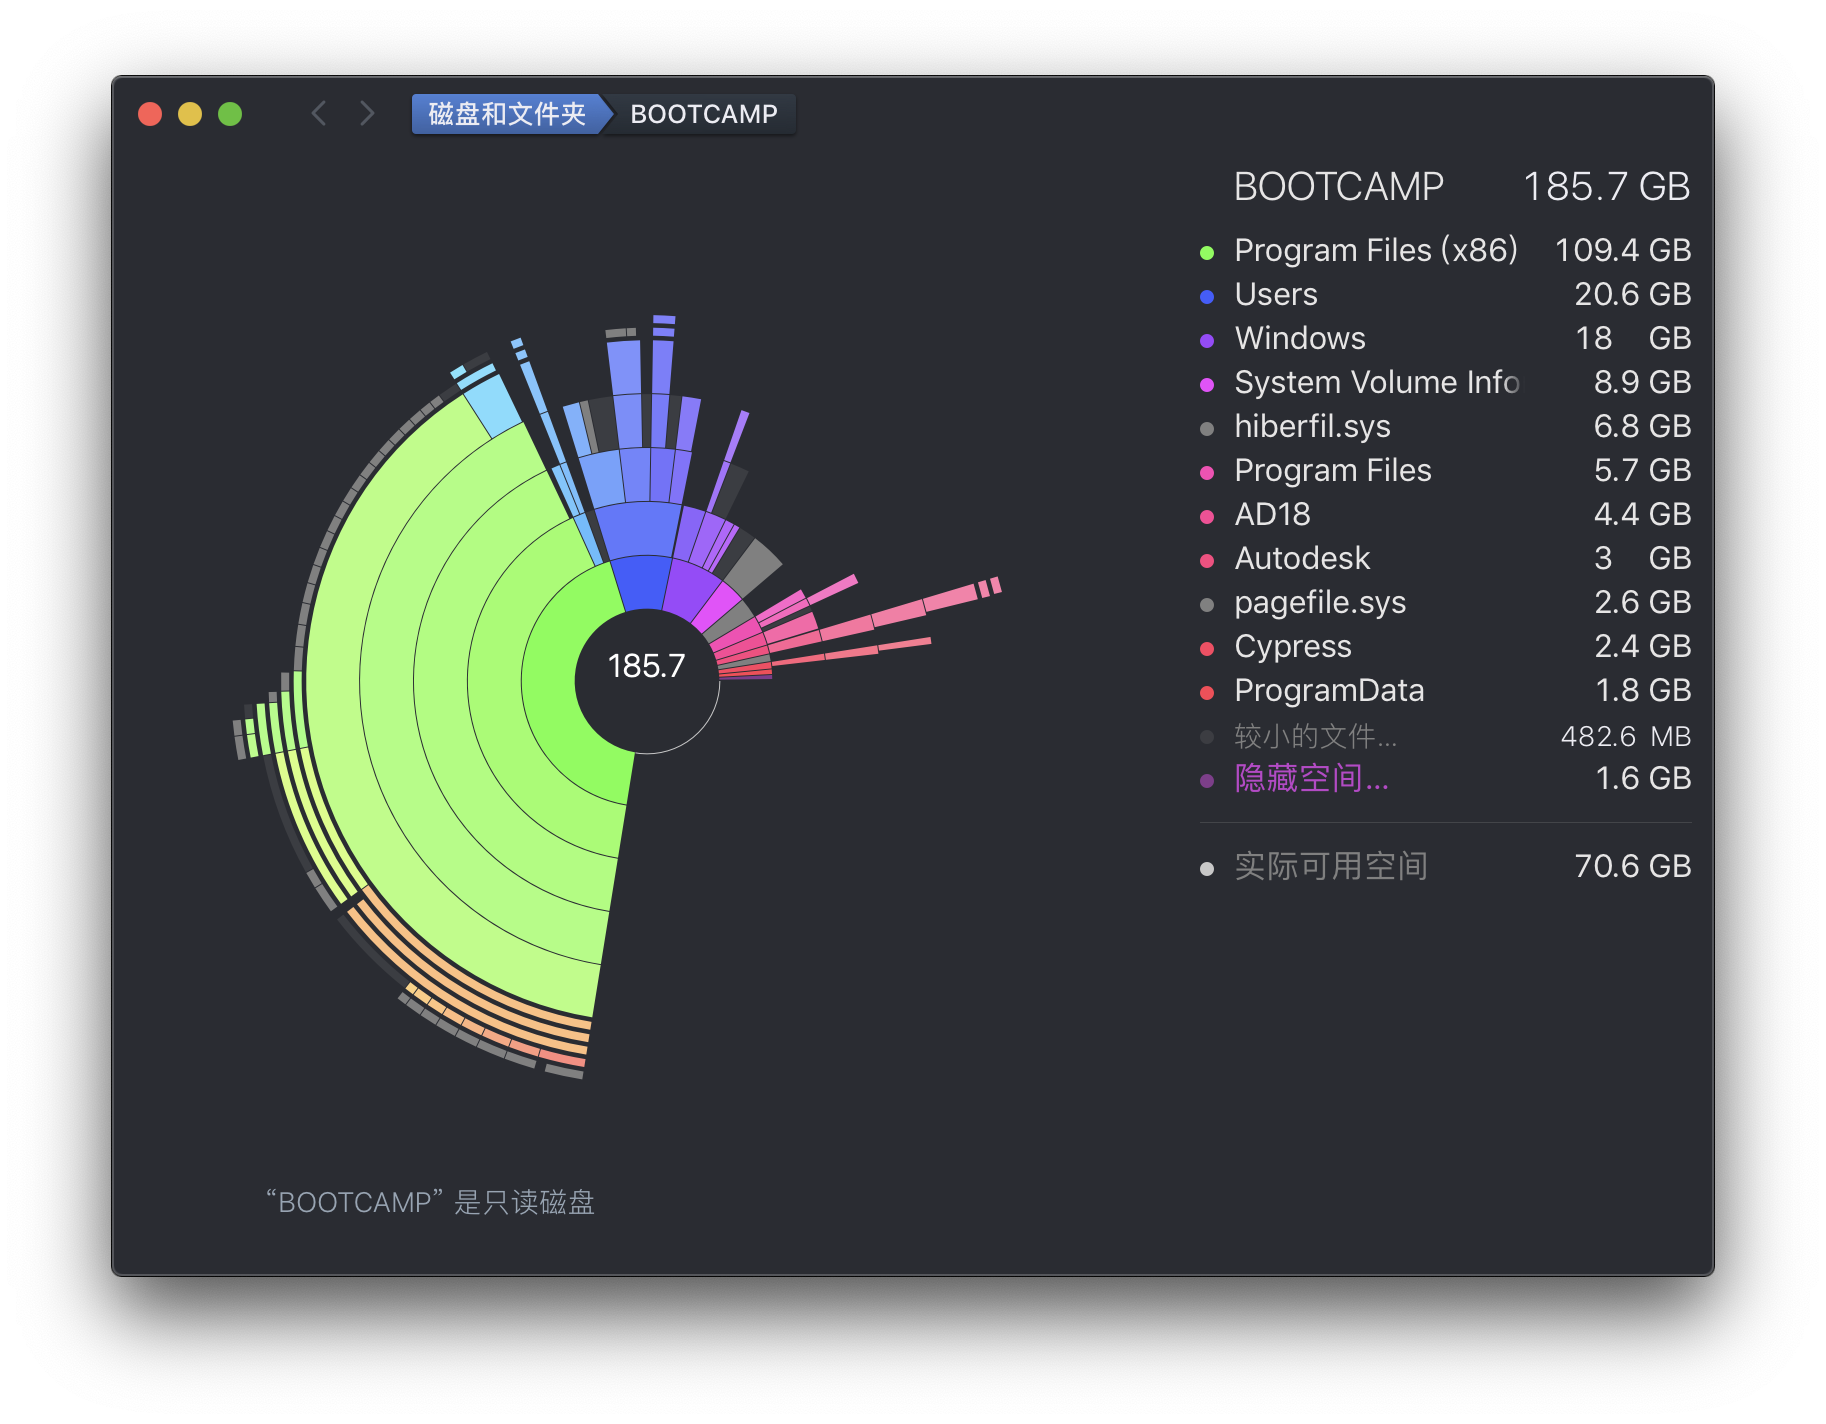 磁盘和文件夹 BOOTCAMP
BOOTCAMP 185.7 GB
Program Files (x86) 109.4 GB
Users 20.6 GB
Windows 18 GB
System Volume Info 8.9 GB
hiberfil.sys 6.8 GB
Program Files 5.7 GB
AD18 4.4 GB
Autodesk 3 GB
pagefile.sys 2.6 GB
Cypress 2.4 GB
ProgramData 1.8 GB
较小的文件... 482.6 MB
隐藏空间... 1.6 GB
实际可用空间 70.6 GB
185.7
“BOOTCAMP” 是只读磁盘